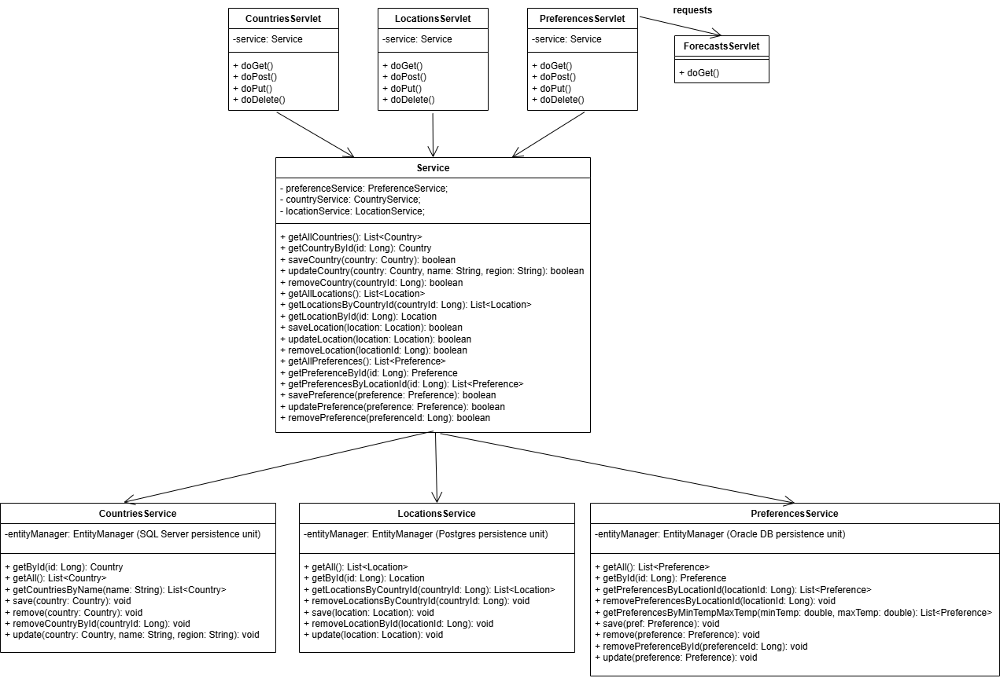 CountriesServlet
-service: Service
+ doGet()
+ doPost()
+ doPut()
+ doDelete()
LocationsServlet
-service: Service
+ doGet()
+ doPost()
+ doPut()
+ doDelete()
PreferencesServlet
-service: Service
+ doGet()
+ doPost()
+ doPut()
+ doDelete()
requests
ForecastsServlet
+ doGet()
Service
- preferenceService: PreferenceService;
- countryService: CountryService;
- locationService: LocationService;
+ getAllCountries(): List<Country>
+ getCountryById(id: Long): Country
+ saveCountry(country: Country): boolean
+ updateCountry(country: Country, name: String, region: String): boolean
+ removeCountry(countryId: Long): boolean
+ getAllLocations(): List<Location>
+ getLocationsByCountryId(countryId: Long): List<Location>
+ getLocationById(id: Long): Location
+ saveLocation(location: Location): boolean
+ updateLocation(location: Location): boolean
+ removeLocation(locationId: Long): boolean
+ getAllPreferences(): List<Preference>
+ getPreferenceById(id: Long): Preference
+ getPreferencesByLocationId(id: Long): List<Preference>
+ savePreference(preference: Preference): boolean
+ updatePreference(preference: Preference): boolean
+ removePreference(preferenceId: Long): boolean
CountriesService
-entityManager: EntityManager (SQL Server persistence unit)
+ getById(id: Long): Country
+ getAll(): List<Country>
+ getCountriesByName(name: String): List<Country>
+ save(country: Country): void
+ remove(country: Country): void
+ removeCountryById(countryId: Long): void
+ update(country: Country, name: String, region: String): void
LocationsService
-entityManager: EntityManager (Postgres persistence unit)
+ getAll(): List<Location>
+ getById(id: Long): Location
+ getLocationsByCountryId(countryId: Long): List<Location>
+ removeLocationsByCountryId(countryId: Long): void
+ save(location: Location): void
+ removeLocationById(locationId: Long): void
+ update(location: Location): void
PreferencesService
-entityManager: EntityManager (Oracle DB persistence unit)
+ getAll(): List<Preference>
+ getById(id: Long): Preference
+ getPreferencesByLocationId(locationId: Long): List<Preference>
+ removePreferencesByLocationId(locationId: Long): void
+ getPreferencesByMinTempMaxTemp(minTemp: double, maxTemp: double): List<Preference>
+ save(pref: Preference): void
+ remove(preference: Preference): void
+ removePreferenceById(preferenceId: Long): void
+ update(preference: Preference): void